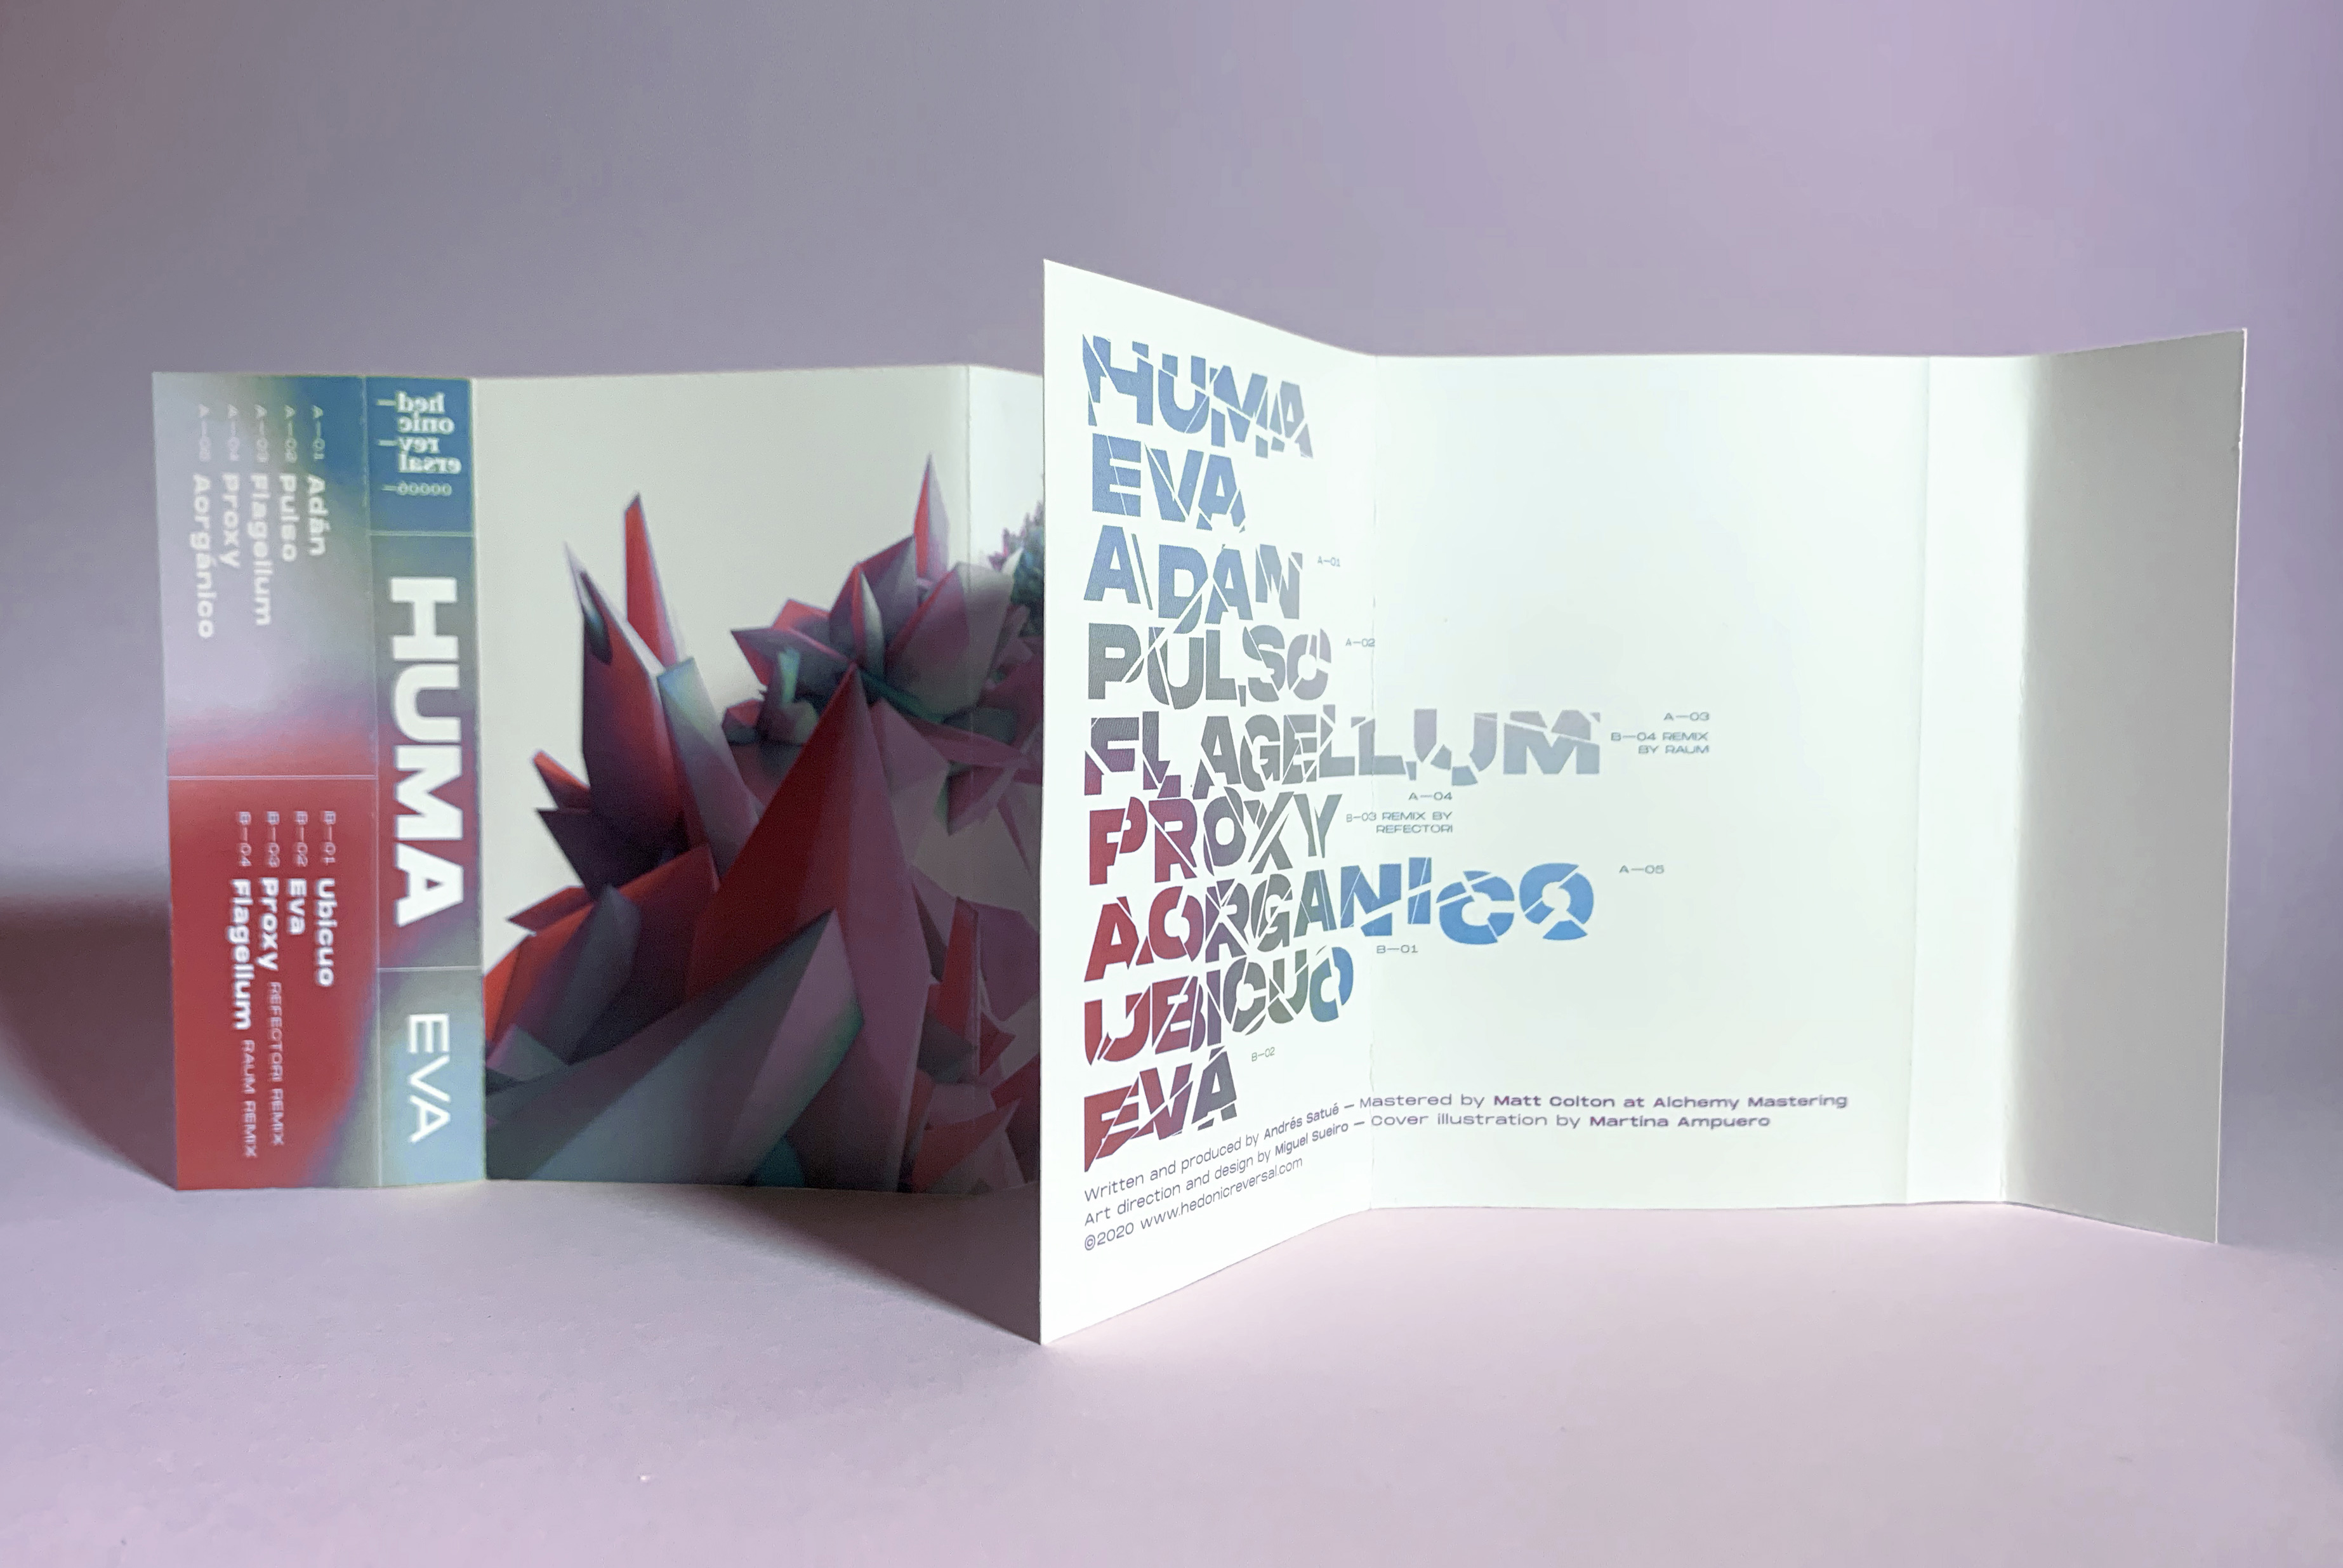 A—01 Adán
A—02 Pulso
A—03 Flagellum
A—04 Proxy
A—05 Aorgánico
B—01 Ubicuo
B—02 Eva
B—03 Proxy REFECTORI REMIX
B—04 Flagellum RAUM REMIX
hed—
onic
rev—
ersal
00006—
HUMA
EVA
HUMA
EVA
ADÁN A—01
PULSO A—02
FLAGELLUM A—03
B—04 REMIX
BY RAUM
PROXY A—04
B—03 REMIX BY
REFECTORI
AORGÁNICO A—05
UBICUO B—01
EVA B—02
Written and produced by Andrés Satué — Mastered by Matt Colton at Alchemy Mastering
Art direction and design by Miguel Sueiro — Cover illustration by Martina Ampuero
©2020 www.hedonicreversal.com